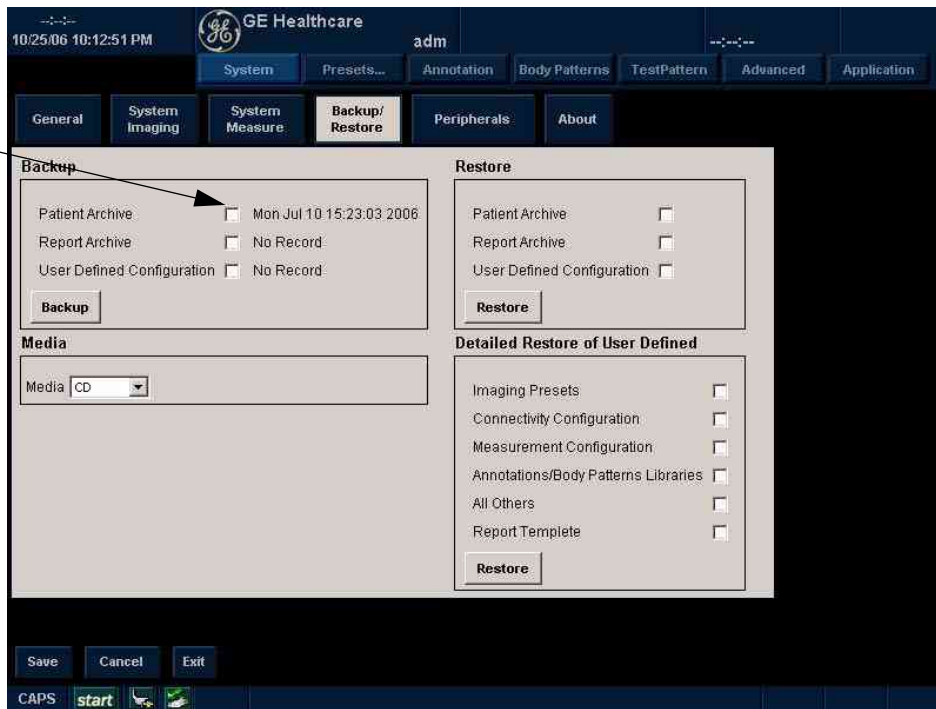 --:--:--
10/25/06 10:12:51 PM
GE Healthcare
adm
--:--:--
System Presets... Annotation Body Patterns TestPattern Advanced Application
General System Imaging System Measure Backup/ Restore Peripherals About
Backup
Patient Archive Mon Jul 10 15:23:03 2006
Report Archive No Record
User Defined Configuration No Record
Backup
Media
Media CD
Restore
Patient Archive
Report Archive
User Defined Configuration
Restore
Detailed Restore of User Defined
Imaging Presets
Connectivity Configuration
Measurement Configuration
Annotations/Body Patterns Libraries
All Others
Report Templete
Restore
Save Cancel Exit
CAPS start